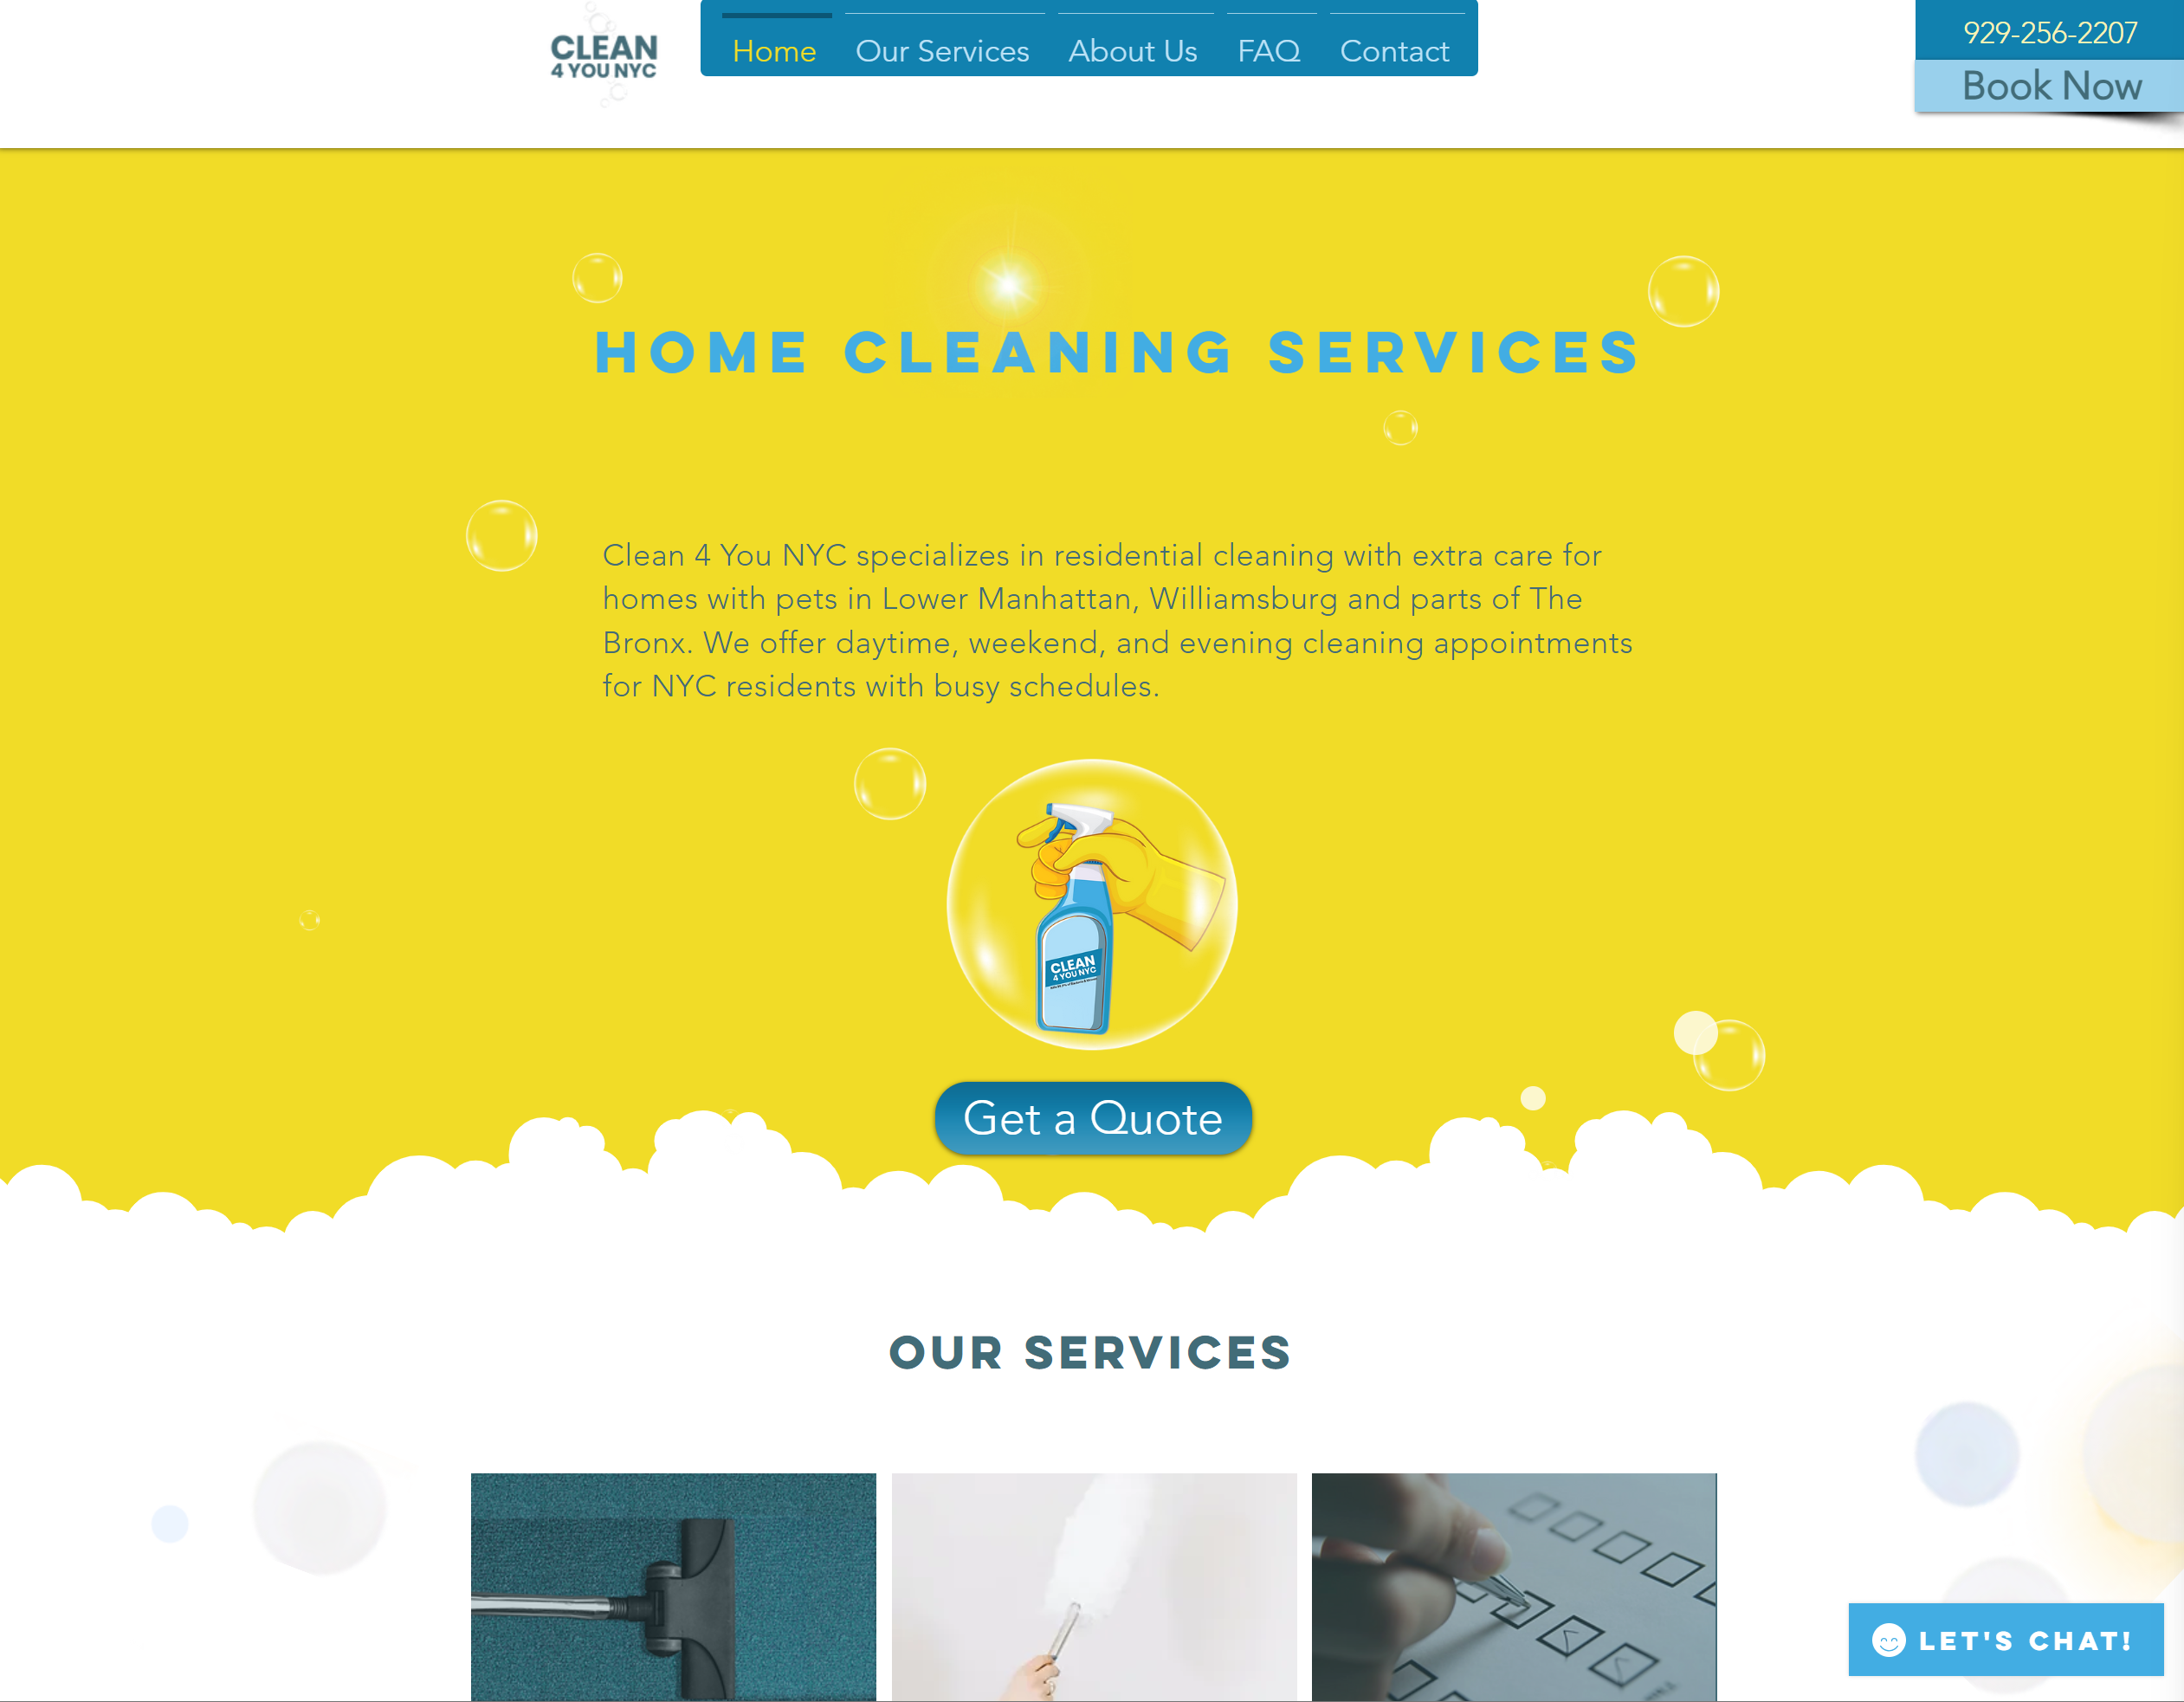 CLEAN
4 YOU NYC
Home
Our Services
About Us
FAQ
Contact
929-256-2207
Book Now
HOME CLEANING SERVICES
Clean 4 You NYC specializes in residential cleaning with extra care for
homes with pets in Lower Manhattan, Williamsburg and parts of The
Bronx. We offer daytime, weekend, and evening cleaning appointments
for NYC residents with busy schedules.
CLEAN
4 YOU NYC
Get a Quote
OUR SERVICES
LET'S CHAT!